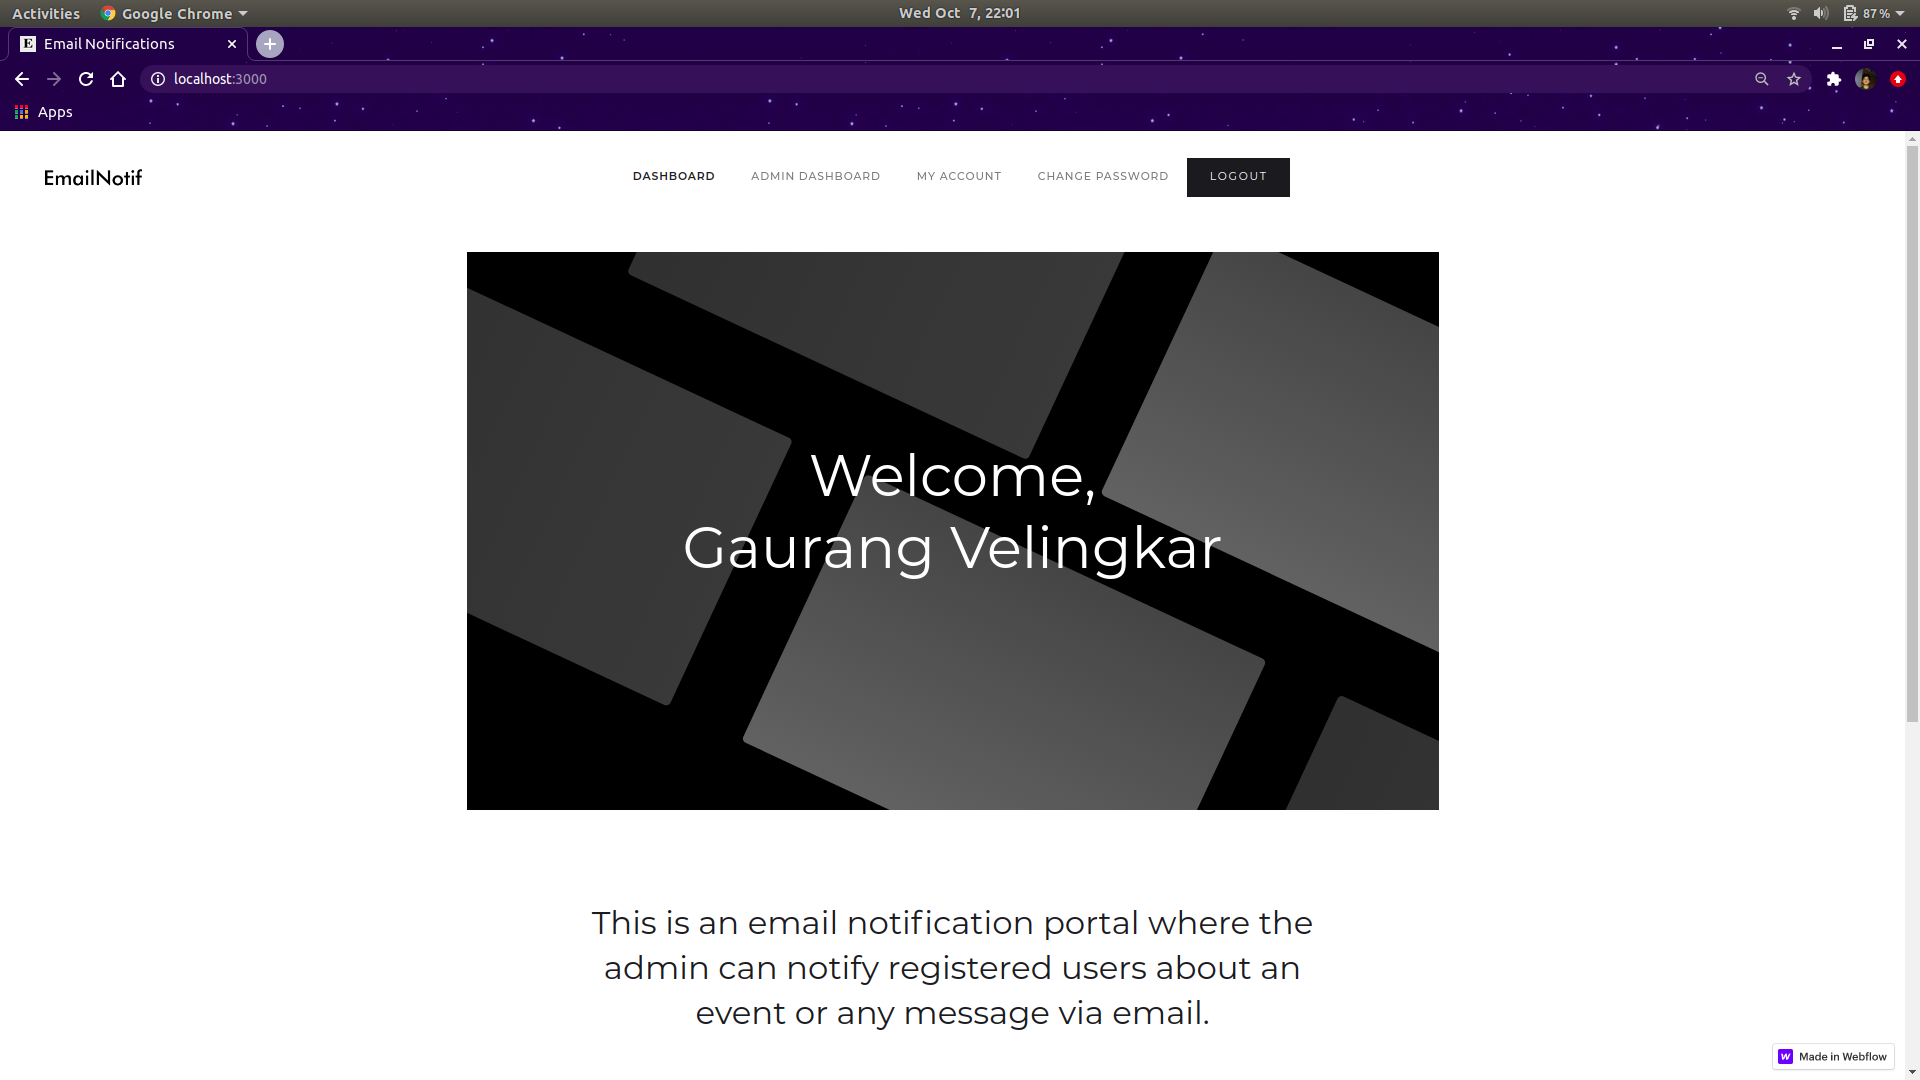 Activities Google Chrome Wed Oct 7, 22:01 87%
E Email Notifications
localhost:3000
Apps
EmailNotif DASHBOARD ADMIN DASHBOARD MY ACCOUNT CHANGE PASSWORD LOGOUT
Welcome,
Gaurang Velingkar
This is an email notification portal where the
admin can notify registered users about an
event or any message via email.
W Made in Webflow